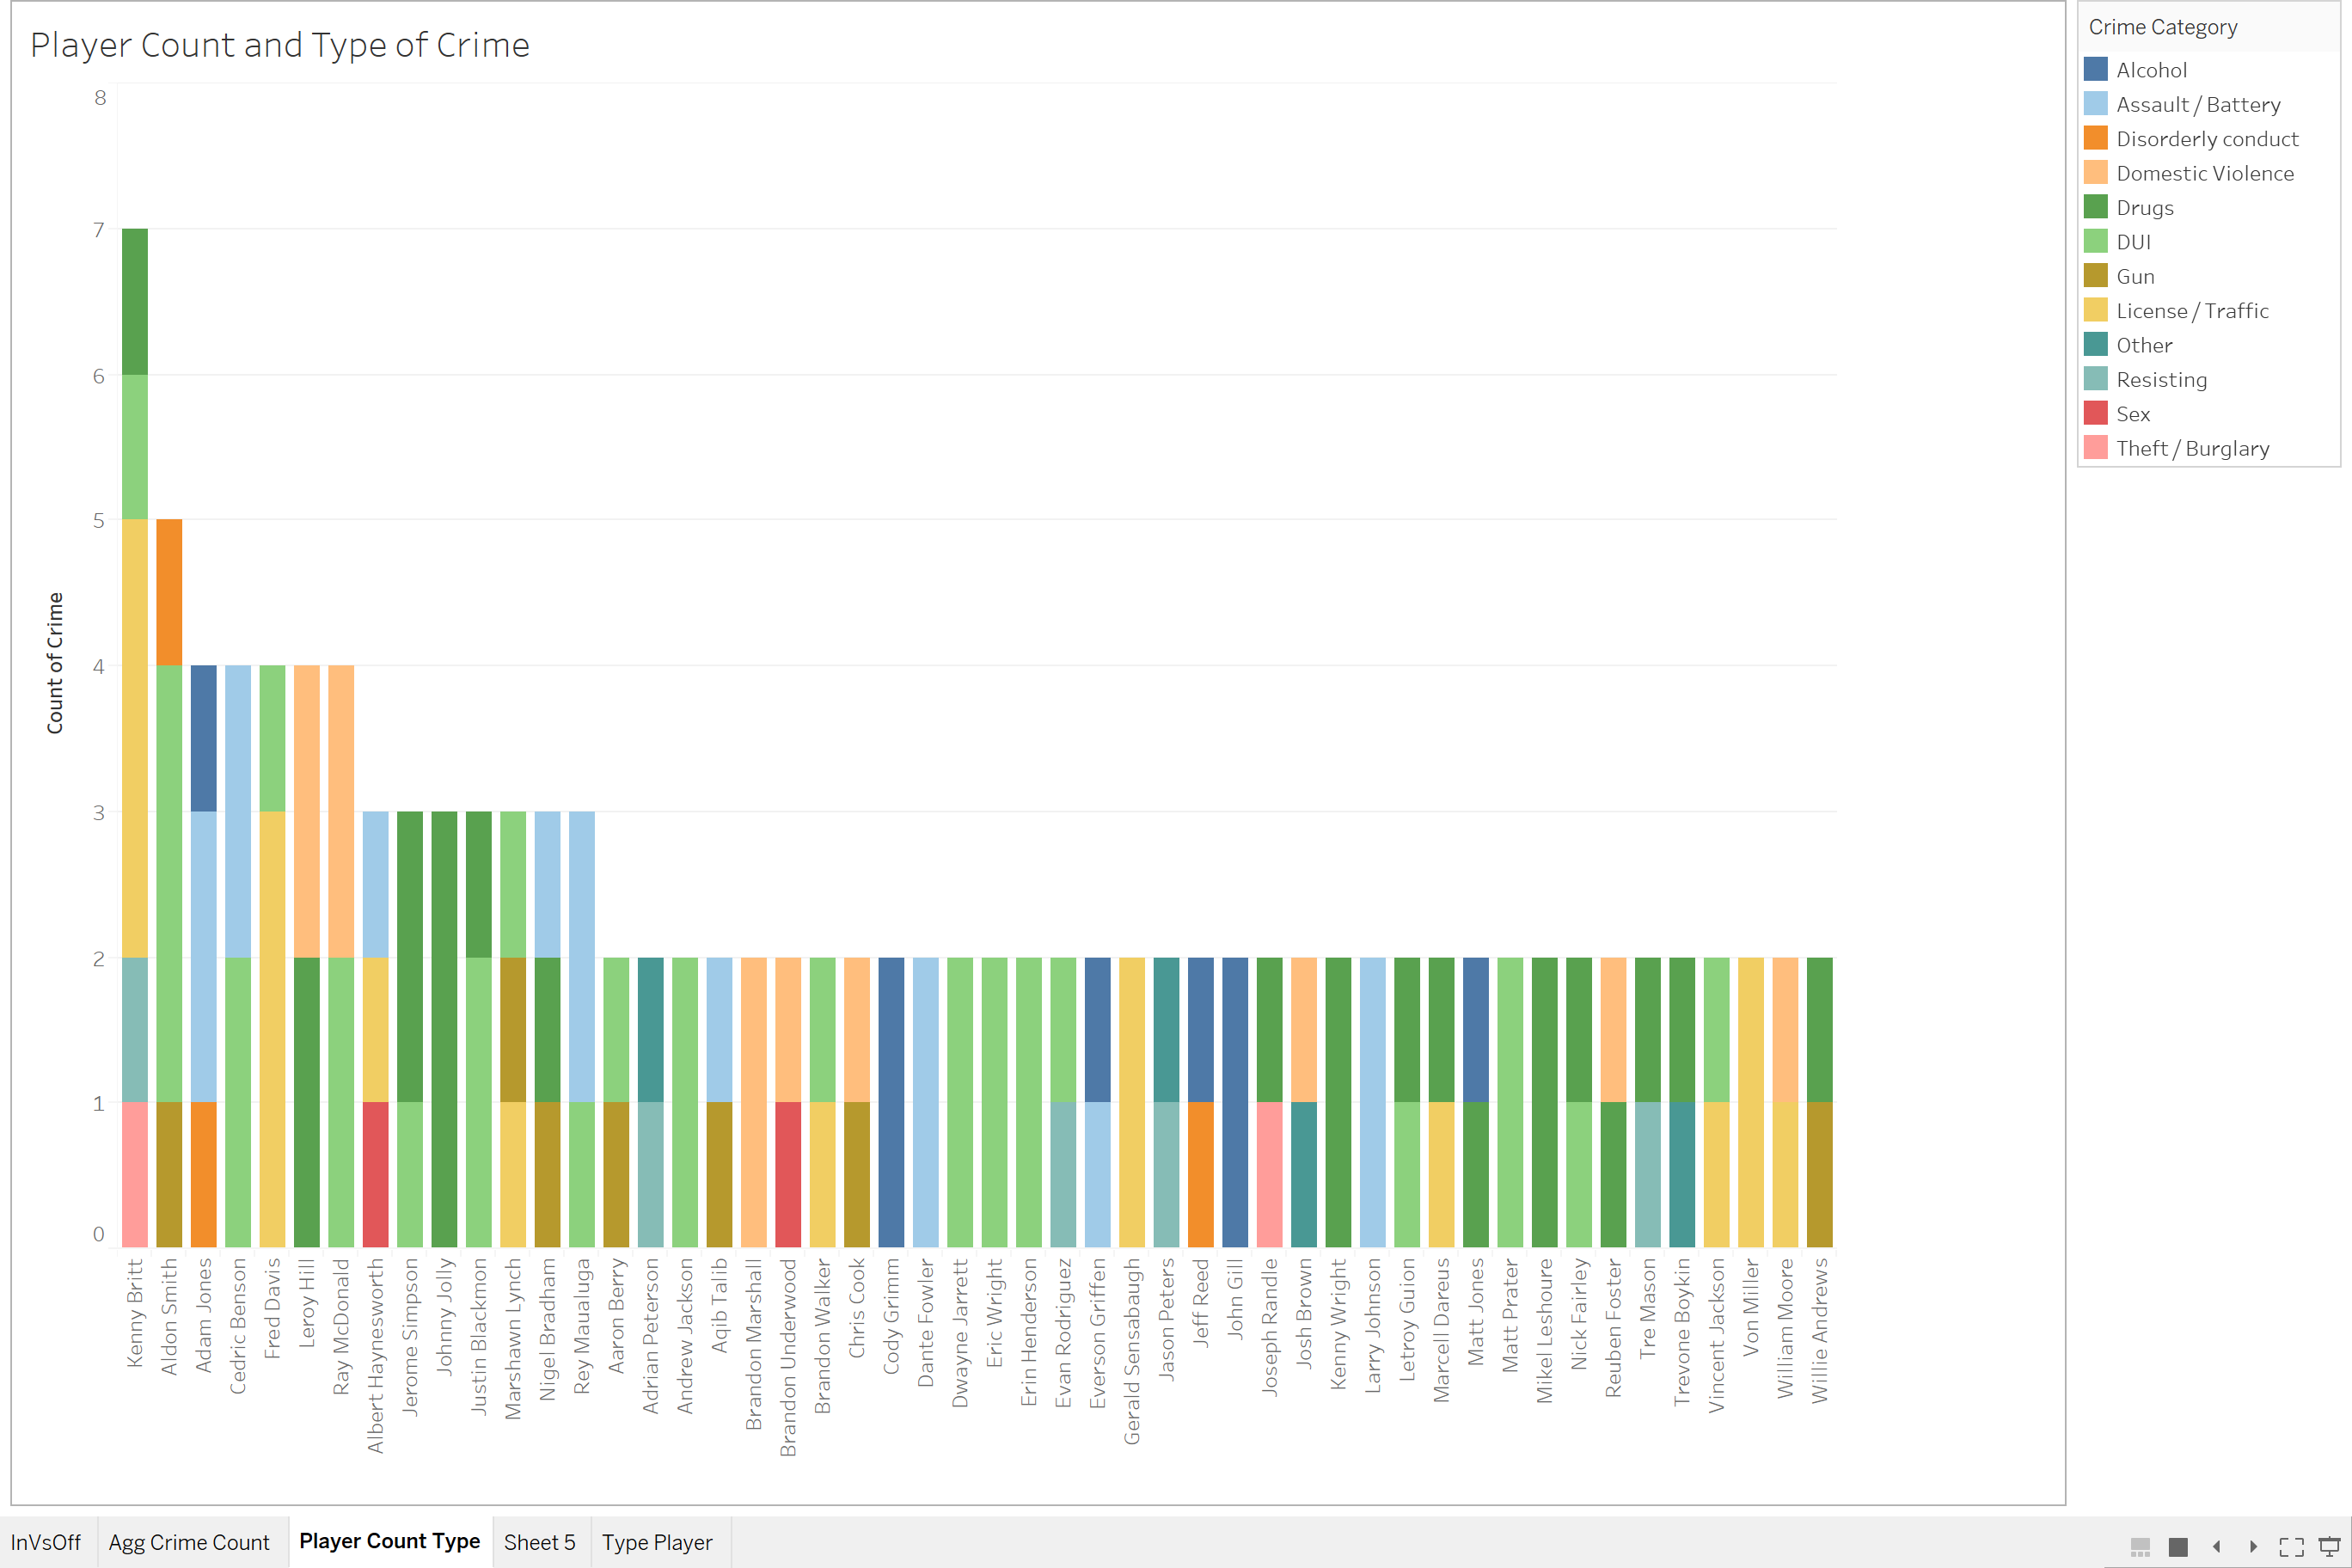 Player Count and Type of Crime
Crime Category
Alcohol
Assault / Battery
Disorderly conduct
Domestic Violence
Drugs
DUI
Gun
License / Traffic
Other
Resisting
Sex
Theft / Burglary
Count of Crime
8
7
6
5
4
3
2
1
0
Kenny Britt
Aldon Smith
Adam Jones
Cedric Benson
Fred Davis
Leroy Hill
Ray McDonald
Albert Haynesworth
Jerome Simpson
Johnny Jolly
Justin Blackmon
Marshawn Lynch
Nigel Bradham
Rey Maualuga
Aaron Berry
Adrian Peterson
Andrew Jackson
Aqib Talib
Brandon Marshall
Brandon Underwood
Brandon Walker
Chris Cook
Cody Grimm
Dante Fowler
Dwayne Jarrett
Eric Wright
Erin Henderson
Evan Rodriguez
Everson Griffen
Gerald Sensabaugh
Jason Peters
Jeff Reed
John Gill
Joseph Randle
Josh Brown
Kenny Wright
Larry Johnson
Letroy Guion
Marcell Dareus
Matt Jones
Matt Prater
Mikel Leshoure
Nick Fairley
Reuben Foster
Tre Mason
Trevone Boykin
Vincent Jackson
Von Miller
William Moore
Willie Andrews
InVsOff
Agg Crime Count
Player Count Type
Sheet 5
Type Player